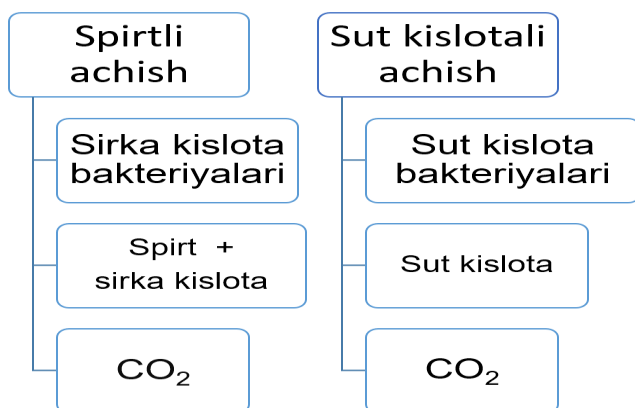 Spirtli
achish
Sirka kislota
bakteriyalari
Spirt +
sirka kislota
CO₂
Sut kislotali
achish
Sut kislota
bakteriyalari
Sut kislota
CO₂